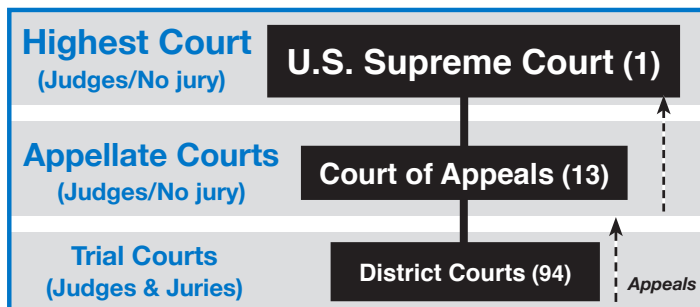 Highest Court
(Judges/No jury)
U.S. Supreme Court (1)
Appellate Courts
(Judges/No jury)
Court of Appeals (13)
Trial Courts
(Judges & Juries)
District Courts (94)
Appeals